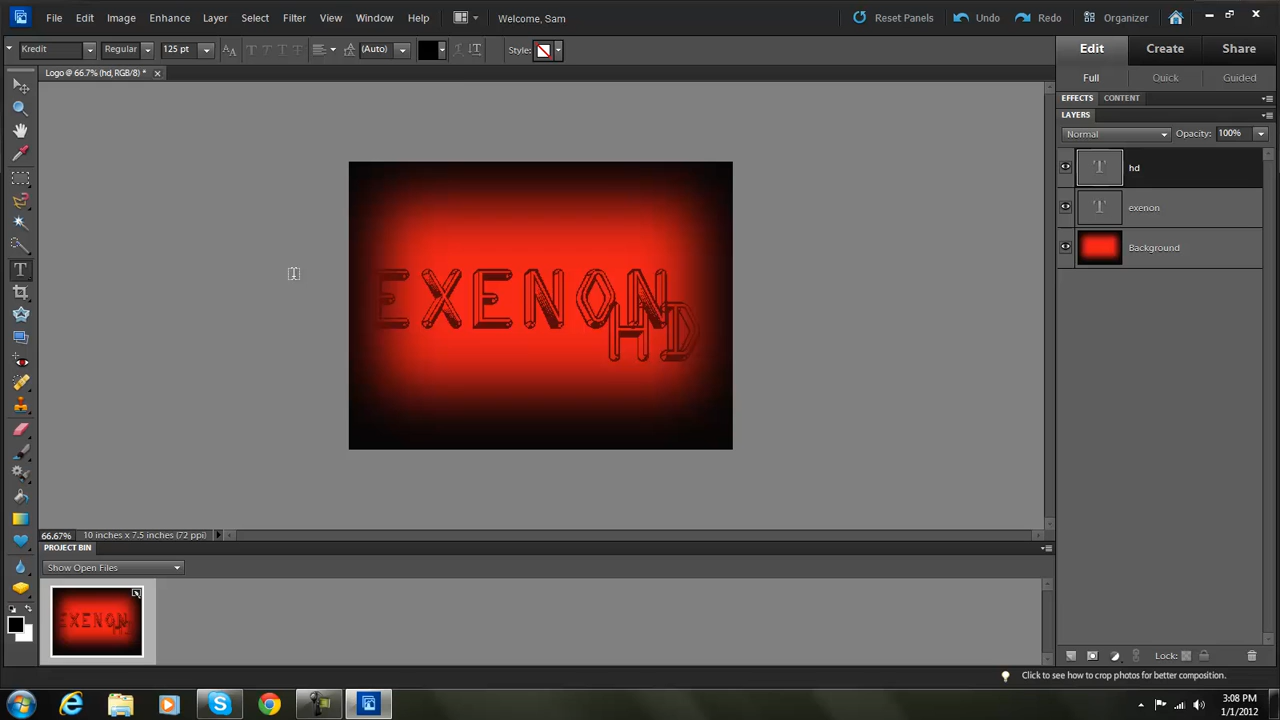 File Edit Image Enhance Layer Select Filter View Window Help Welcome, Sam Reset Panels Undo Redo Organizer
Kredit Regular 125 pt (Auto) Style: Edit Create Share
Logo @ 66.7% (hd, RGB/8) * Full Quick Guided
EFFECTS CONTENT
LAYERS
Normal Opacity: 100%
hd
exenon
Background
EXENON
HD
66.67% 10 inches x 7.5 inches (72 ppi)
PROJECT BIN
Show Open Files
EXENON
HD
Lock:
Click to see how to crop photos for better composition.
3:08 PM
1/1/2012